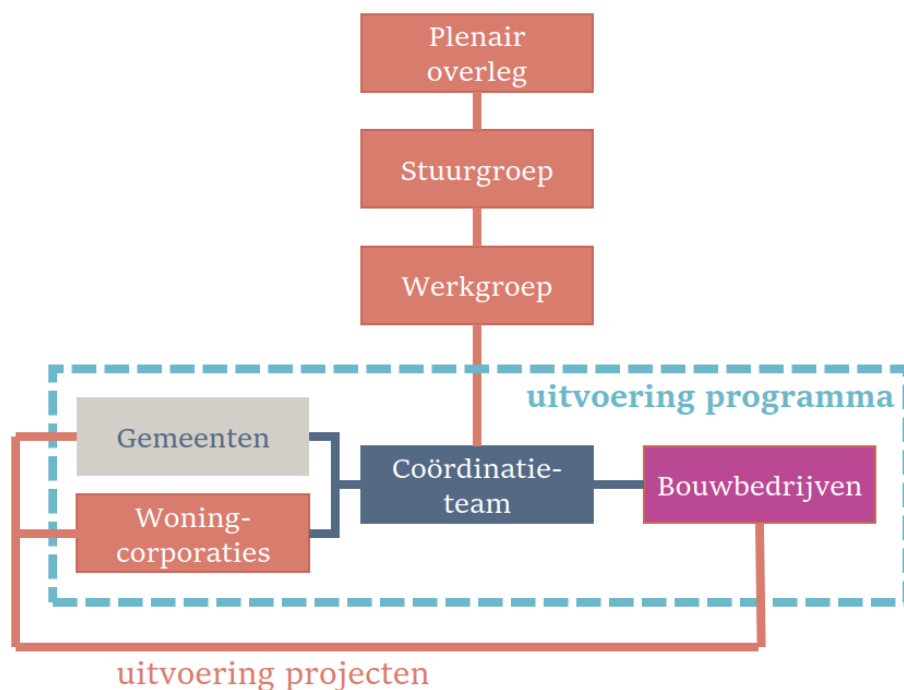 Plenair
overleg
Stuurgroep
Werkgroep
uitvoering programma
Gemeenten
Coördinatie-
team
Bouwbedrijven
Woning-
corporaties
uitvoering projecten